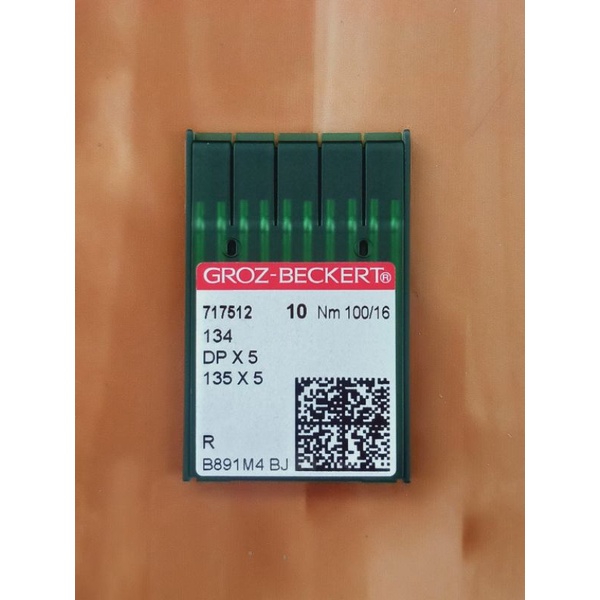 GROZ-BECKERT®
717512 10 Nm 100/16
134
DP X 5
135 X 5
R
B891M4 BJ